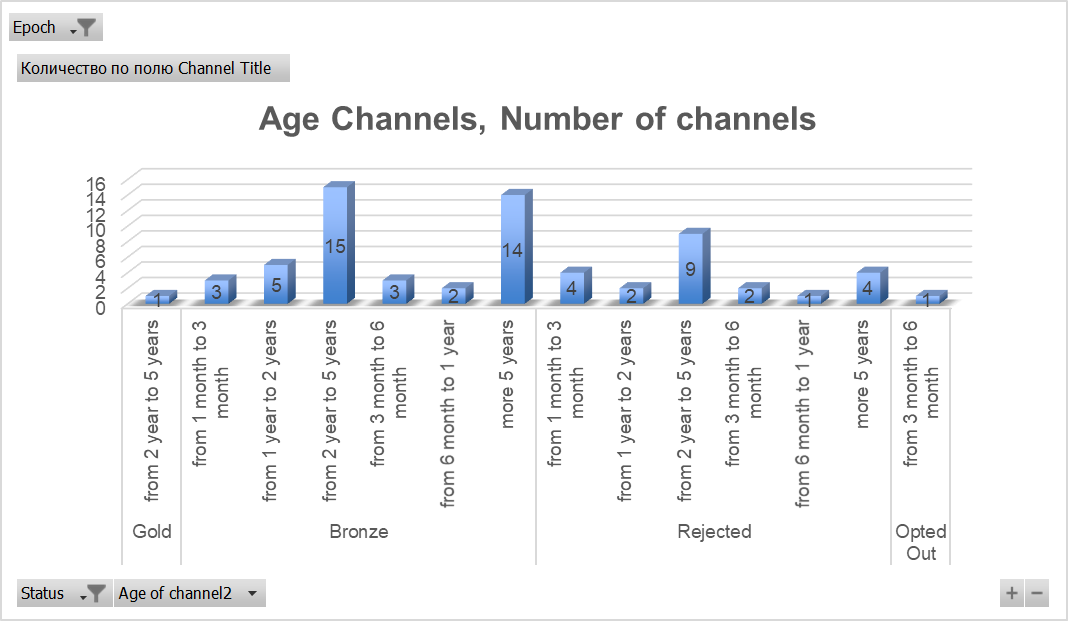 Epoch
Количество по полю Channel Title
Age Channels, Number of channels
16
14
12
10
8
6
4
2
0
1
3
5
15
3
2
14
4
2
9
2
1
4
1
from 2 year to 5 years
from 1 month to 3
month
from 1 year to 2 years
from 2 year to 5 years
from 3 month to 6
month
from 6 month to 1 year
more 5 years
from 1 month to 3
month
from 1 year to 2 years
from 2 year to 5 years
from 3 month to 6
month
from 6 month to 1 year
more 5 years
from 3 month to 6
month
Gold
Bronze
Rejected
Opted
Out
Status
Age of channel2
+ −